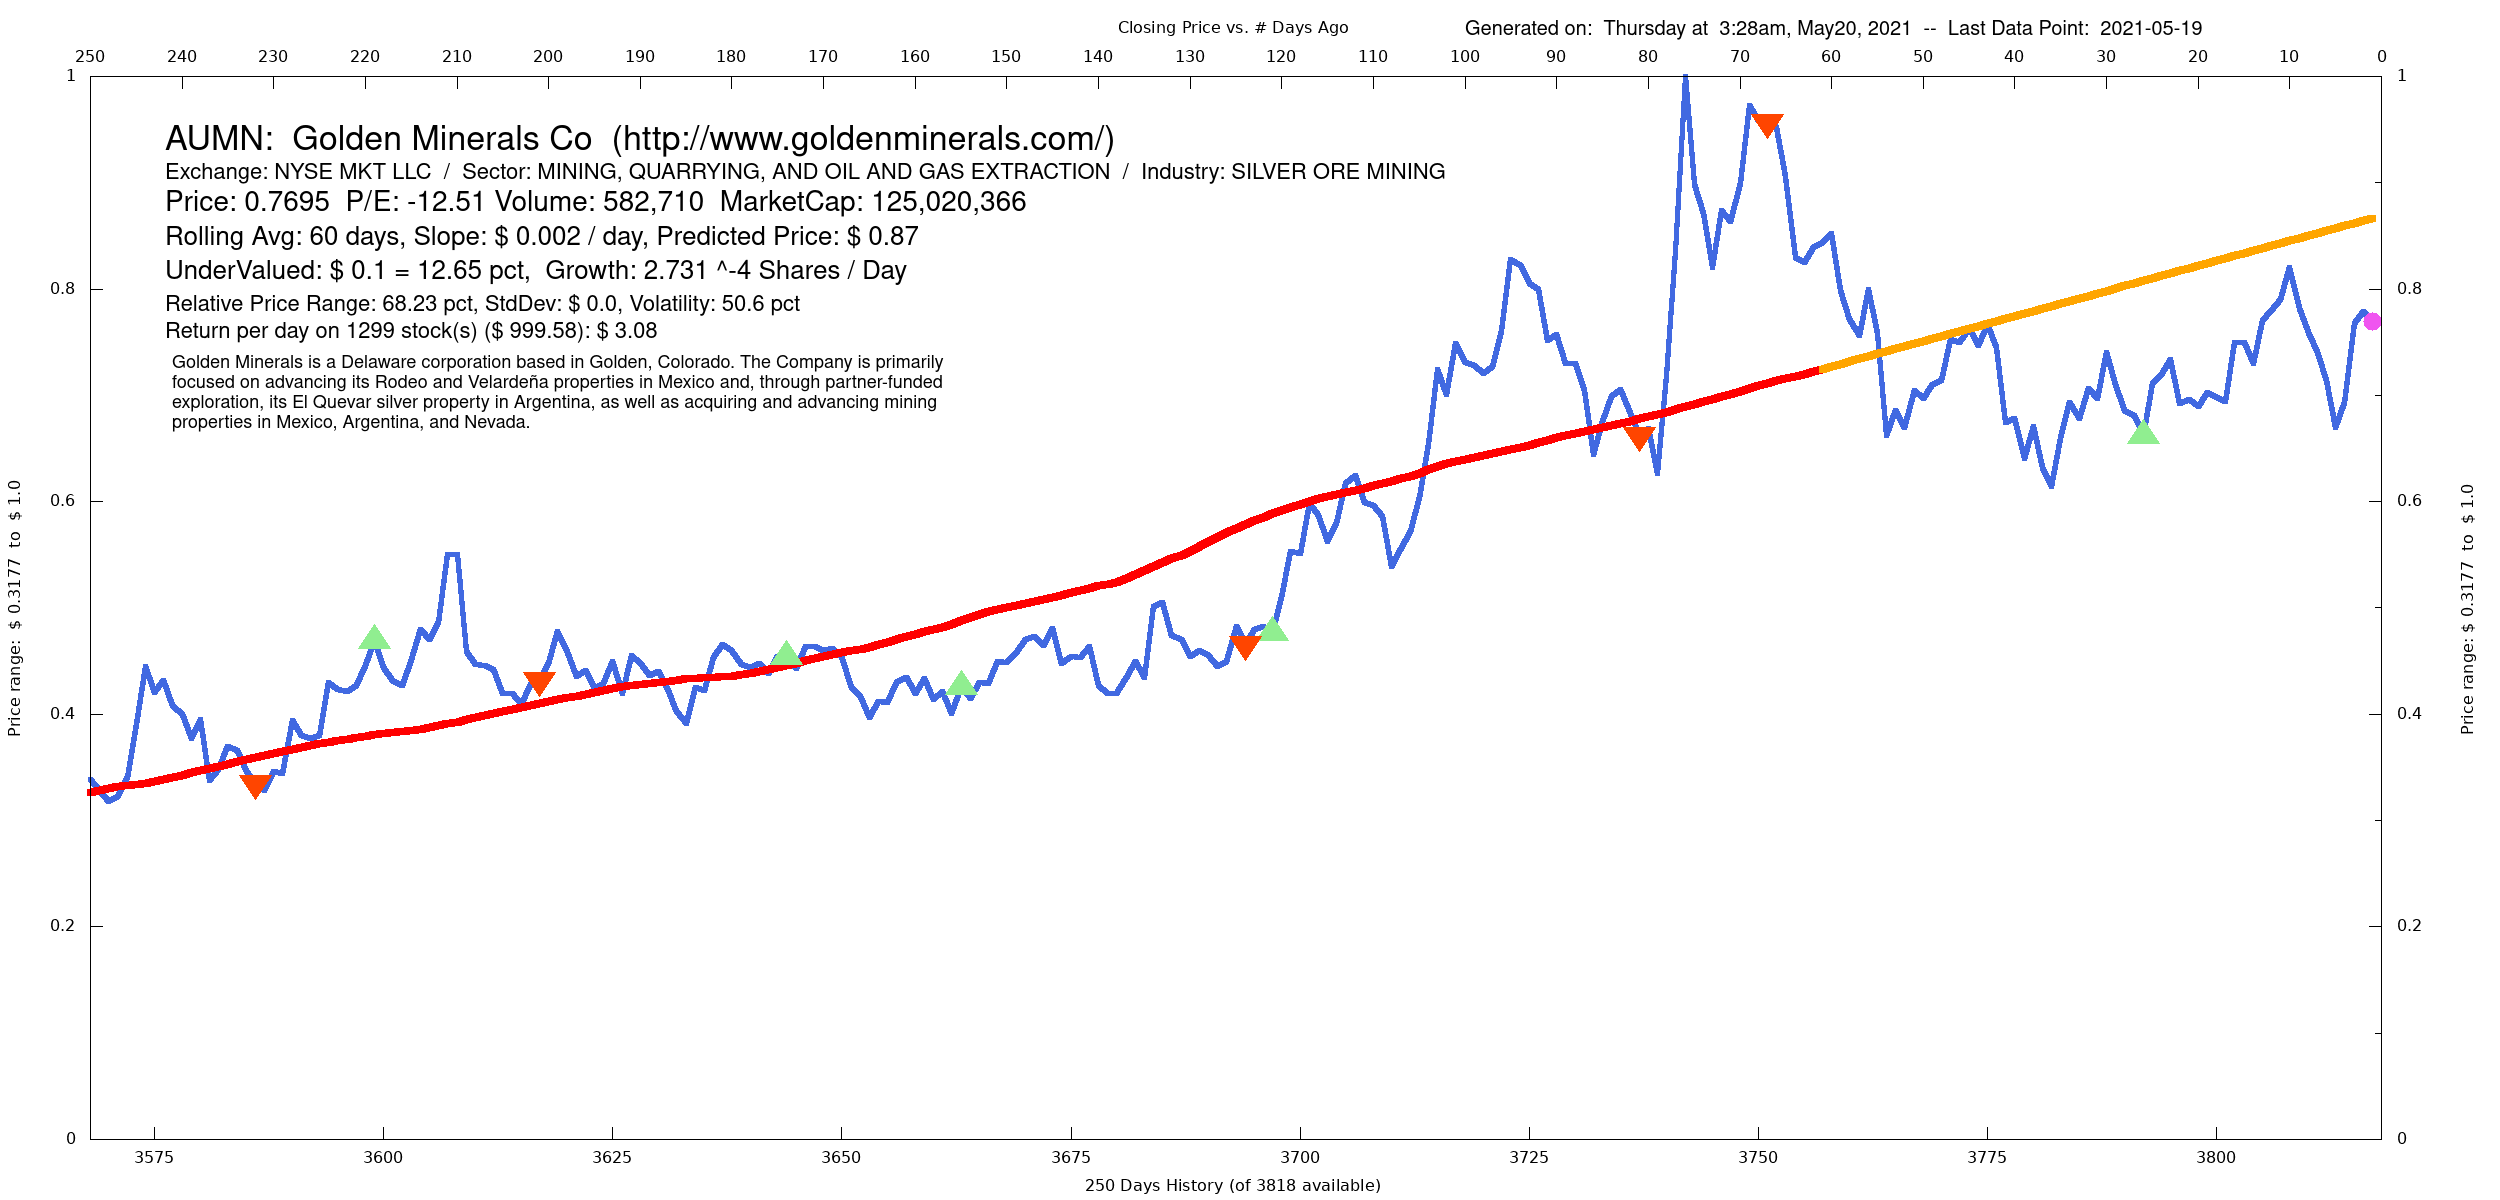 Closing Price vs. # Days Ago
Generated on:  Thursday at  3:28am, May20, 2021  --  Last Data Point:  2021-05-19
250 240 230 220 210 200 190 180 170 160 150 140 130 120 110 100 90 80 70 60 50 40 30 20 10 0
1 1
AUMN:  Golden Minerals Co  (http://www.goldenminerals.com/)
Exchange: NYSE MKT LLC  /  Sector: MINING, QUARRYING, AND OIL AND GAS EXTRACTION  /  Industry: SILVER ORE MINING
Price: 0.7695  P/E: -12.51 Volume: 582,710  MarketCap: 125,020,366
Rolling Avg: 60 days, Slope: $ 0.002 / day, Predicted Price: $ 0.87
UnderValued: $ 0.1 = 12.65 pct,  Growth: 2.731 ^-4 Shares / Day
0.8 0.8
Relative Price Range: 68.23 pct, StdDev: $ 0.0, Volatility: 50.6 pct
Return per day on 1299 stock(s) ($ 999.58): $ 3.08
Golden Minerals is a Delaware corporation based in Golden, Colorado. The Company is primarily
focused on advancing its Rodeo and Velardeña properties in Mexico and, through partner-funded
exploration, its El Quevar silver property in Argentina, as well as acquiring and advancing mining
properties in Mexico, Argentina, and Nevada.
0.6 0.6
Price range:  $ 0.3177  to  $ 1.0
Price range: $ 0.3177  to  $ 1.0
0.4 0.4
0.2 0.2
0 0
3575 3600 3625 3650 3675 3700 3725 3750 3775 3800
250 Days History (of 3818 available)